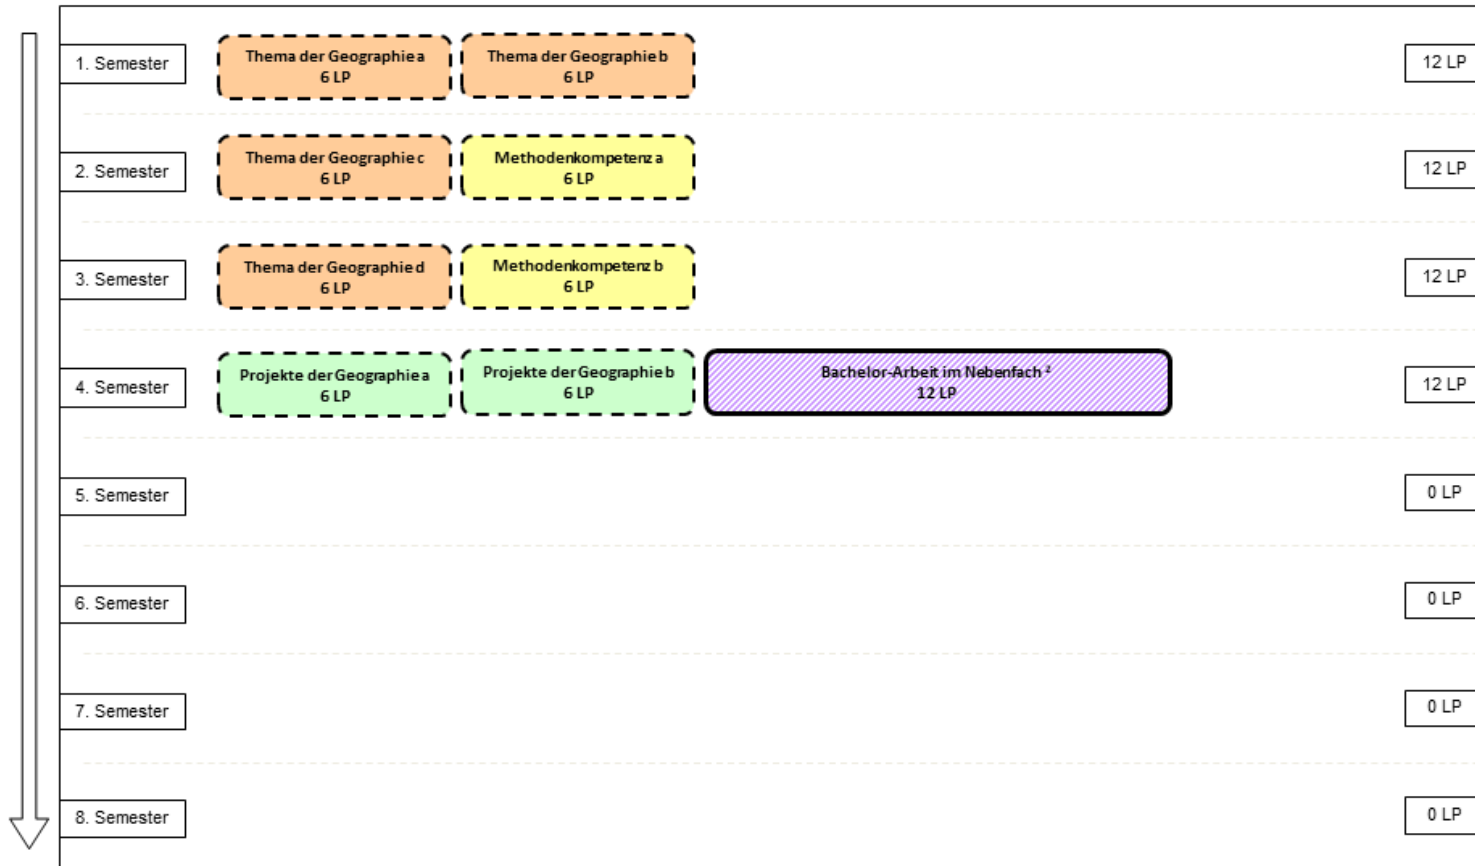 1. Semester
Thema der Geographie a
6 LP
Thema der Geographie b
6 LP
12 LP
2. Semester
Thema der Geographie c
6 LP
Methodenkompetenz a
6 LP
12 LP
3. Semester
Thema der Geographie d
6 LP
Methodenkompetenz b
6 LP
12 LP
4. Semester
Projekte der Geographie a
6 LP
Projekte der Geographie b
6 LP
Bachelor-Arbeit im Nebenfach ²
12 LP
12 LP
5. Semester
0 LP
6. Semester
0 LP
7. Semester
0 LP
8. Semester
0 LP